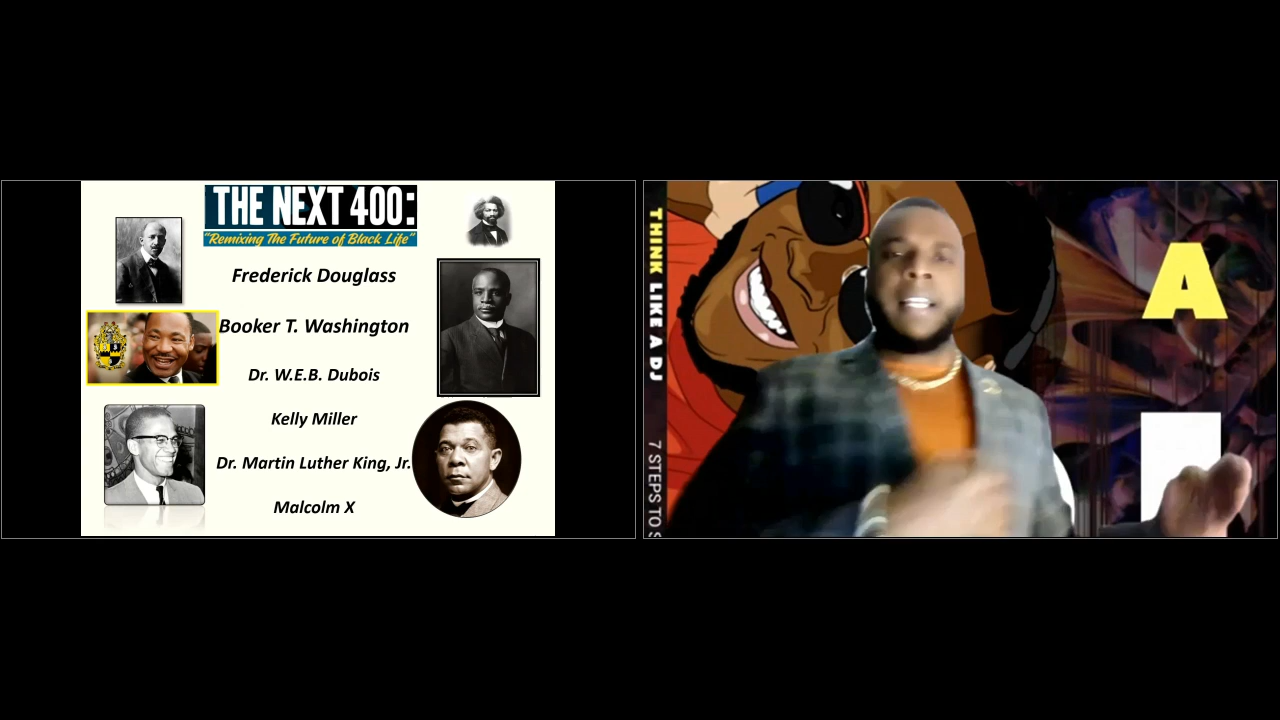 THE NEXT 400:
"Remixing The Future of Black Life"
Frederick Douglass
Booker T. Washington
Dr. W.E.B. Dubois
Kelly Miller
Dr. Martin Luther King, Jr.
Malcolm X
THINK LIKE A DJ
7 STEPS TO S
A